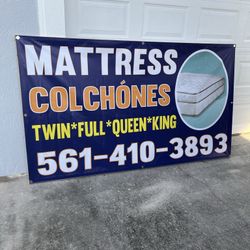 MATTRESS
COLCHÓNES
TWIN*FULL*QUEEN*KING
561-410-3893